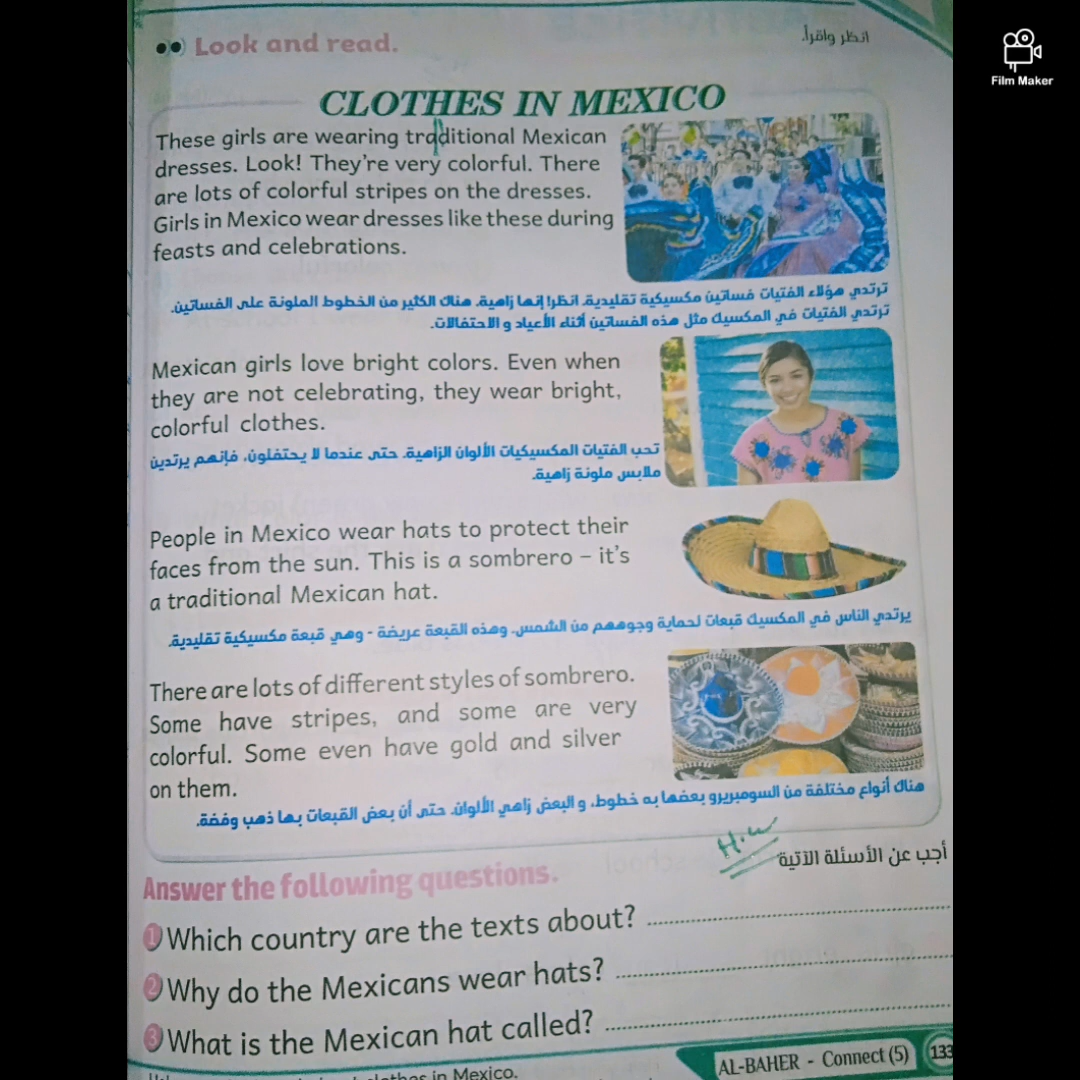 Look and read.
انظر واقرأ.
Film Maker
CLOTHES IN MEXICO
These girls are wearing traditional Mexican
dresses. Look! They're very colorful. There
are lots of colorful stripes on the dresses.
Girls in Mexico wear dresses like these during
feasts and celebrations.
ترتدي هؤلاء الفتيات فساتين مكسيكية تقليدية. انظر! إنها زاهية. هناك الكثير من الخطوط الملونة على الفساتين.
ترتدي الفتيات في المكسيك مثل هذه الفساتين أثناء الأعياد و الاحتفالات.
Mexican girls love bright colors. Even when
they are not celebrating, they wear bright,
colorful clothes.
تحب الفتيات المكسيكيات الألوان الزاهية. حتى عندما لا يحتفلون، فإنهم يرتدين
ملابس ملونة زاهية.
People in Mexico wear hats to protect their
faces from the sun. This is a sombrero – it's
a traditional Mexican hat.
يرتدي الناس في المكسيك قبعات لحماية وجوههم من الشمس. وهذه القبعة عريضة - وهي قبعة مكسيكية تقليدية.
There are lots of different styles of sombrero.
Some have stripes, and some are very
colorful. Some even have gold and silver
on them.
هناك أنواع مختلفة من السومبريرو بعضها به خطوط، و البعض زاهي الألوان. حتى أن بعض القبعات بها ذهب وفضة.
H.w
أجب عن الأسئلة الآتية
Answer the following questions.
1 Which country are the texts about?
2 Why do the Mexicans wear hats?
3 What is the Mexican hat called?
AL-BAHER - Connect (5) 133
clothes in Mexico.